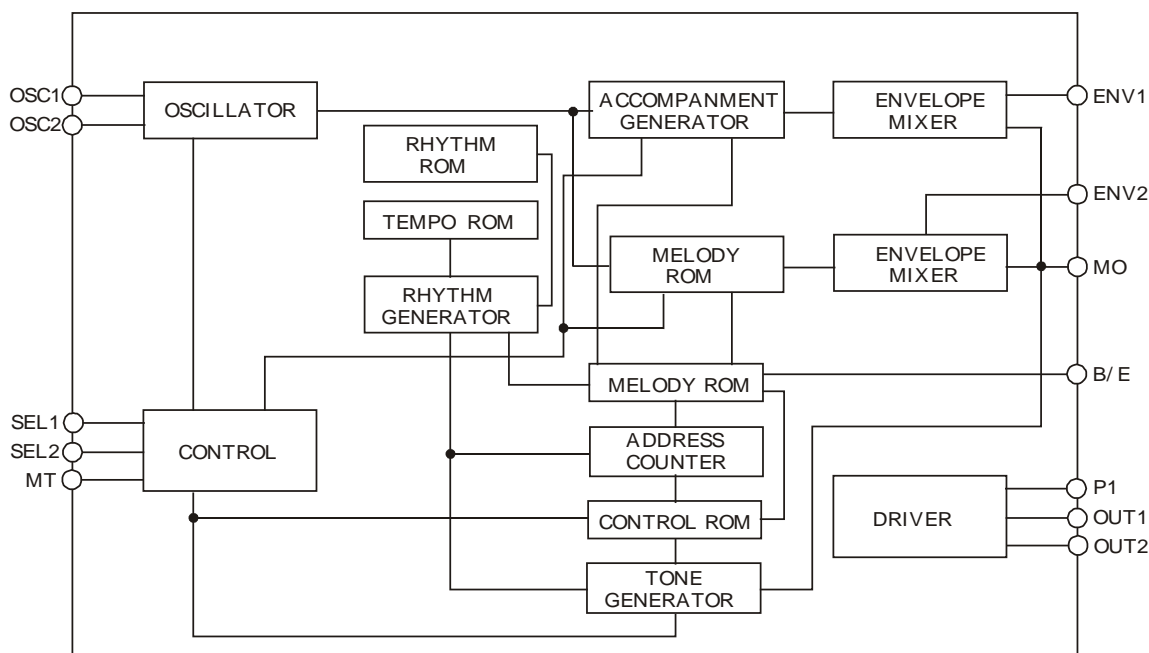 OSC1
OSC2
OSCILLATOR
ACCOMPANMENT
GENERATOR
ENVELOPE
MIXER
ENV1
RHYTHM
ROM
TEMPO ROM
ENV2
MELODY
ROM
ENVELOPE
MIXER
MO
RHYTHM
GENERATOR
MELODY ROM
B/E
SEL1
SEL2
MT
CONTROL
ADDRESS
COUNTER
CONTROL ROM
DRIVER
P1
OUT1
OUT2
TONE
GENERATOR